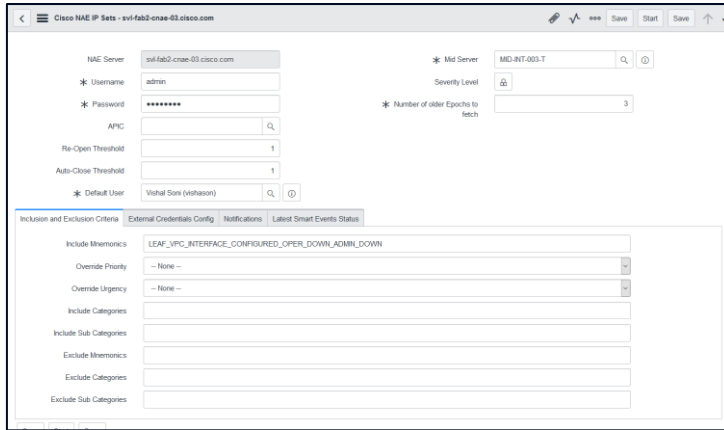 Cisco NAE IP Sets - svl-fab2-cnae-03.cisco.com
Save Start Save
NAE Server svl-fab2-cnae-03.cisco.com
* Mid Server MID-INT-003-T
* Username admin
Severity Level
* Password ••••••••
* Number of older Epochs to fetch 3
APIC
Re-Open Threshold 1
Auto-Close Threshold 1
* Default User Vishal Soni (vishason)
Inclusion and Exclusion Criteria External Credentials Config Notifications Latest Smart Events Status
Include Mnemonics LEAF_VPC_INTERFACE_CONFIGURED_OPER_DOWN_ADMIN_DOWN
Override Priority -- None --
Override Urgency -- None --
Include Categories
Include Sub Categories
Exclude Mnemonics
Exclude Categories
Exclude Sub Categories